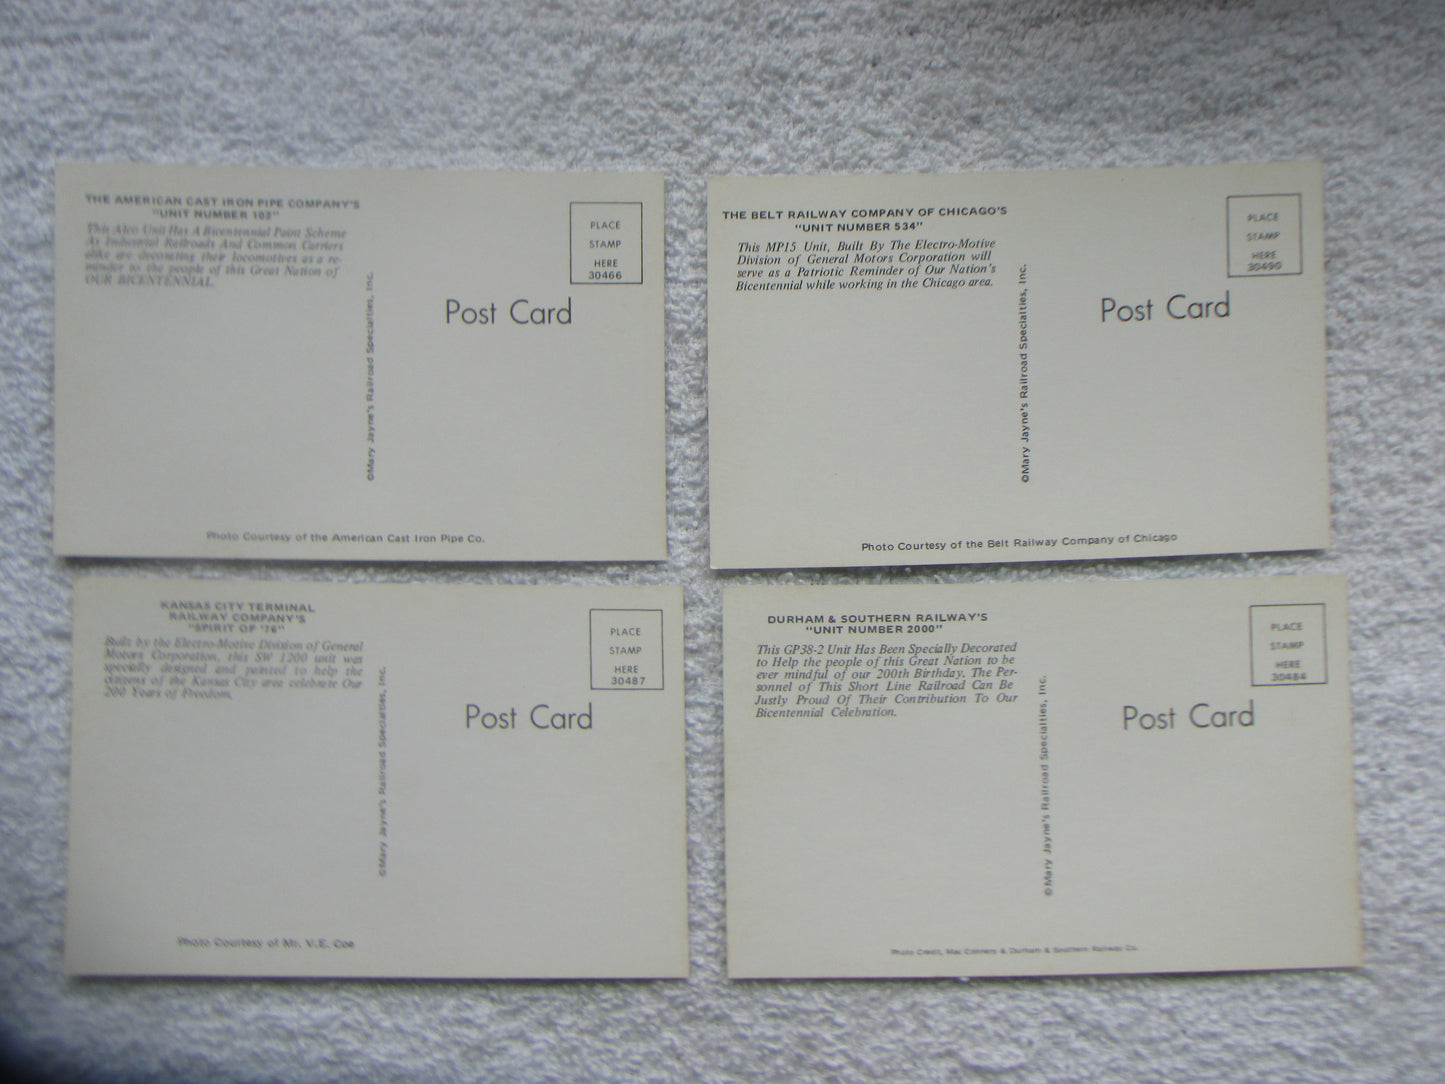 THE AMERICAN CAST IRON PIPE COMPANY'S
"UNIT NUMBER 102"
This Alco Unit Has A Bicentennial Paint Scheme
As Industrial Railroads And Common Carriers
alike are decorating their locomotives as a re-
minder to the people of this Great Nation of
OUR BICENTENNIAL.
PLACE
STAMP
HERE
30466
Post Card
©Mary Jayne's Railroad Specialties, Inc.
Photo Courtesy of the American Cast Iron Pipe Co.
THE BELT RAILWAY COMPANY OF CHICAGO'S
"UNIT NUMBER 534"
This MP15 Unit, Built By The Electro-Motive
Division of General Motors Corporation will
serve as a Patriotic Reminder of Our Nation's
Bicentennial while working in the Chicago area.
PLACE
STAMP
HERE
30490
Post Card
©Mary Jayne's Railroad Specialties, Inc.
Photo Courtesy of the Belt Railway Company of Chicago
KANSAS CITY TERMINAL
RAILWAY COMPANY'S
"SPIRIT OF '76"
Built by the Electro-Motive Division of General
Motors Corporation, this SW 1200 unit was
specially designed and painted to help the
citizens of the Kansas City area celebrate Our
200 Years of Freedom.
PLACE
STAMP
HERE
30487
Post Card
©Mary Jayne's Railroad Specialties, Inc.
Photo Courtesy of Mr. V.E. Coe
DURHAM & SOUTHERN RAILWAY'S
"UNIT NUMBER 2000"
This GP38-2 Unit Has Been Specially Decorated
to Help the people of this Great Nation to be
ever mindful of our 200th Birthday. The Per-
sonnel of This Short Line Railroad Can Be
Justly Proud Of Their Contribution To Our
Bicentennial Celebration.
PLACE
STAMP
HERE
30484
Post Card
©Mary Jayne's Railroad Specialties, Inc.
Photo Credit, Mac Connery & Durham & Southern Railway Co.